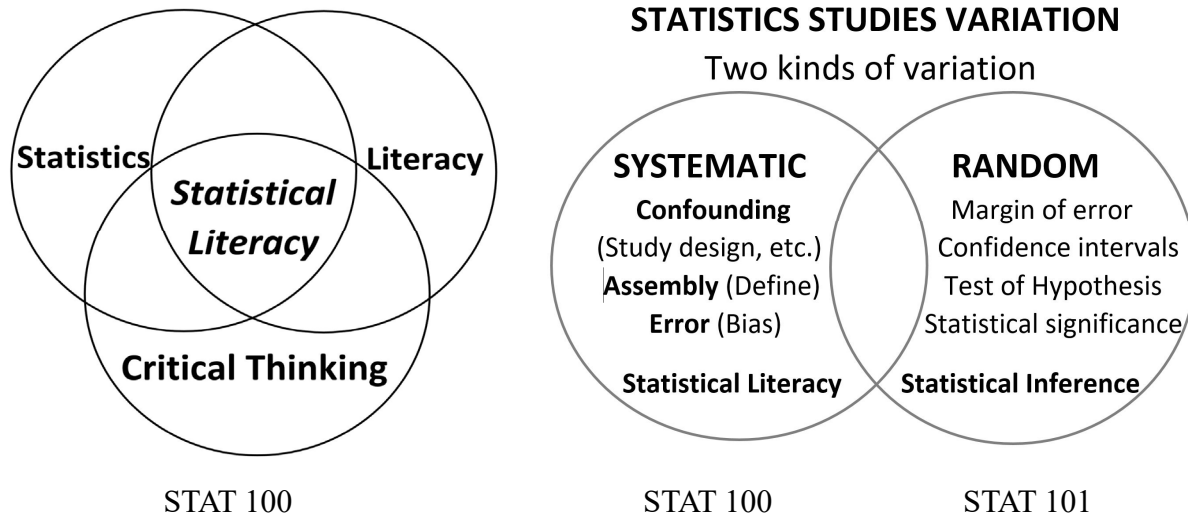 Statistics
Literacy
Statistical
Literacy
Critical Thinking
STAT 100
STATISTICS STUDIES VARIATION
Two kinds of variation
SYSTEMATIC
Confounding
(Study design, etc.)
Assembly (Define)
Error (Bias)
Statistical Literacy
STAT 100
RANDOM
Margin of error
Confidence intervals
Test of Hypothesis
Statistical significance
Statistical Inference
STAT 101